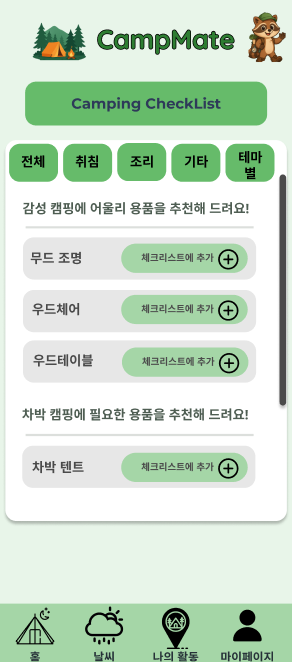 CampMate
Camping CheckList
전체
취침
조리
기타
테마
별
감성 캠핑에 어울리 용품을 추천해 드려요!
무드 조명
체크리스트에 추가
우드체어
체크리스트에 추가
우드테이블
체크리스트에 추가
차박 캠핑에 필요한 용품을 추천해 드려요!
차박 텐트
체크리스트에 추가
홈
날씨
나의 활동
마이페이지